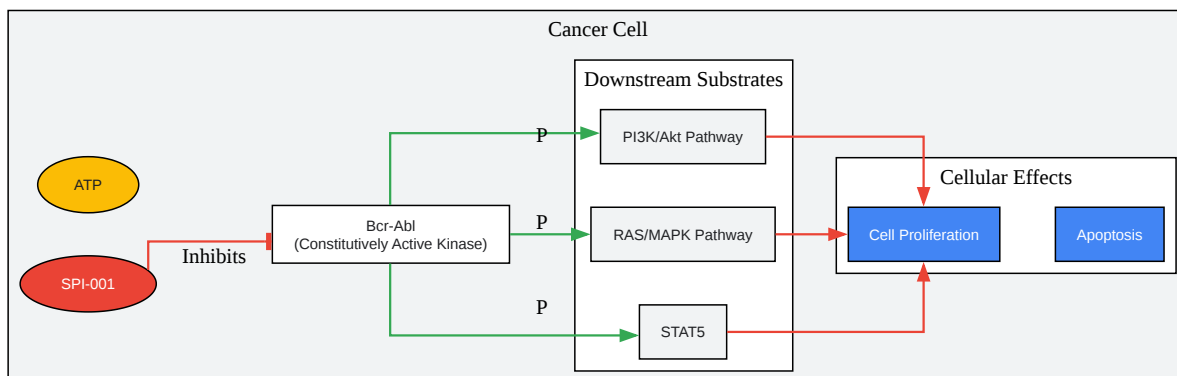 Cancer Cell
Downstream Substrates
P
PI3K/Akt Pathway
ATP
Cellular Effects
Bcr-Abl
(Constitutively Active Kinase)
P
RAS/MAPK Pathway
Cell Proliferation
Apoptosis
Inhibits
SPI-001
P
STAT5